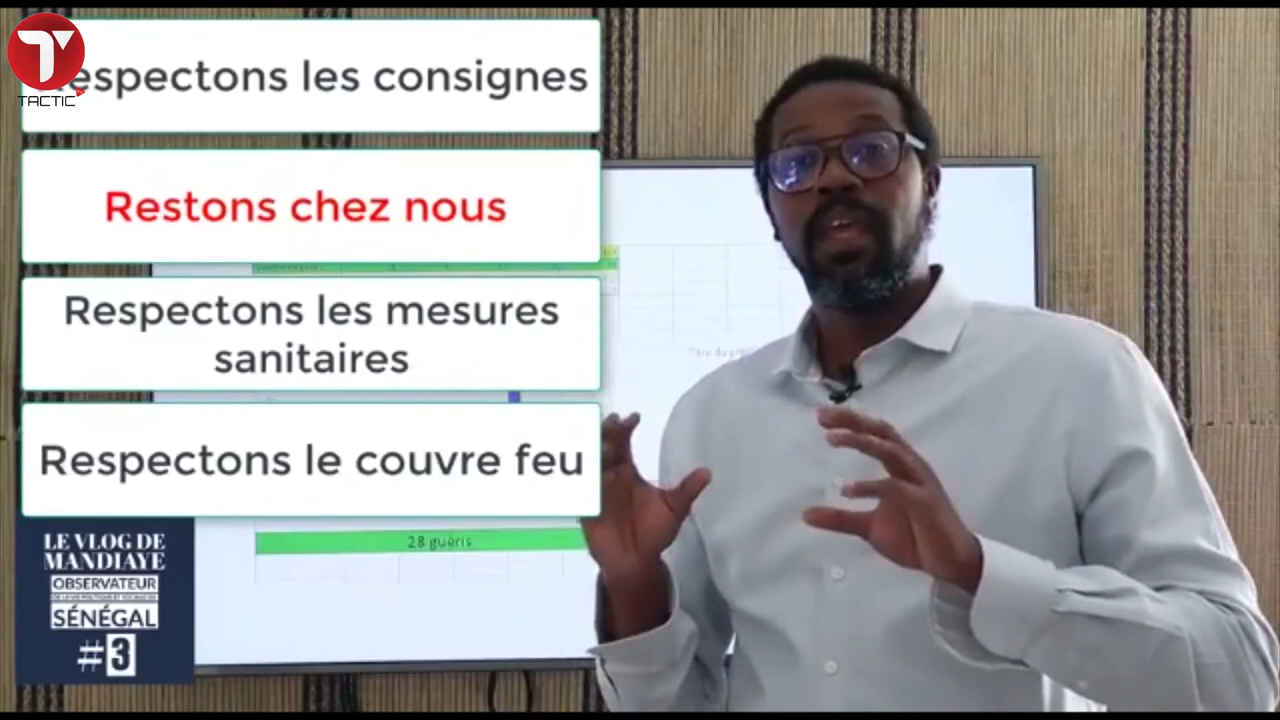 TACTIC
espectons les consignes
Restons chez nous
Respectons les mesures
sanitaires
Respectons le couvre feu
28 guéris
LE VLOG DE
MANDIAYE
OBSERVATEUR
SÉNÉGAL
#3